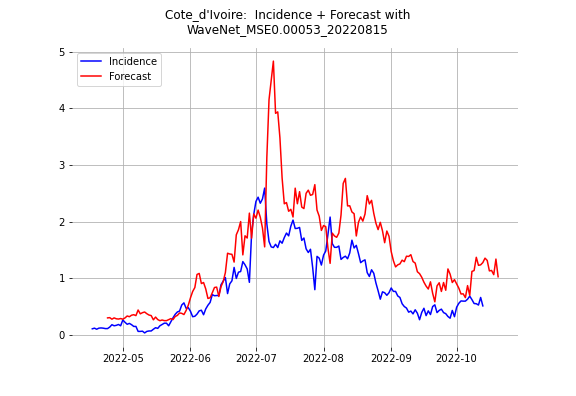 Cote_d'Ivoire:  Incidence + Forecast with
WaveNet_MSE0.00053_20220815
Incidence
Forecast
5
4
3
2
1
0
2022-05 2022-06 2022-07 2022-08 2022-09 2022-10